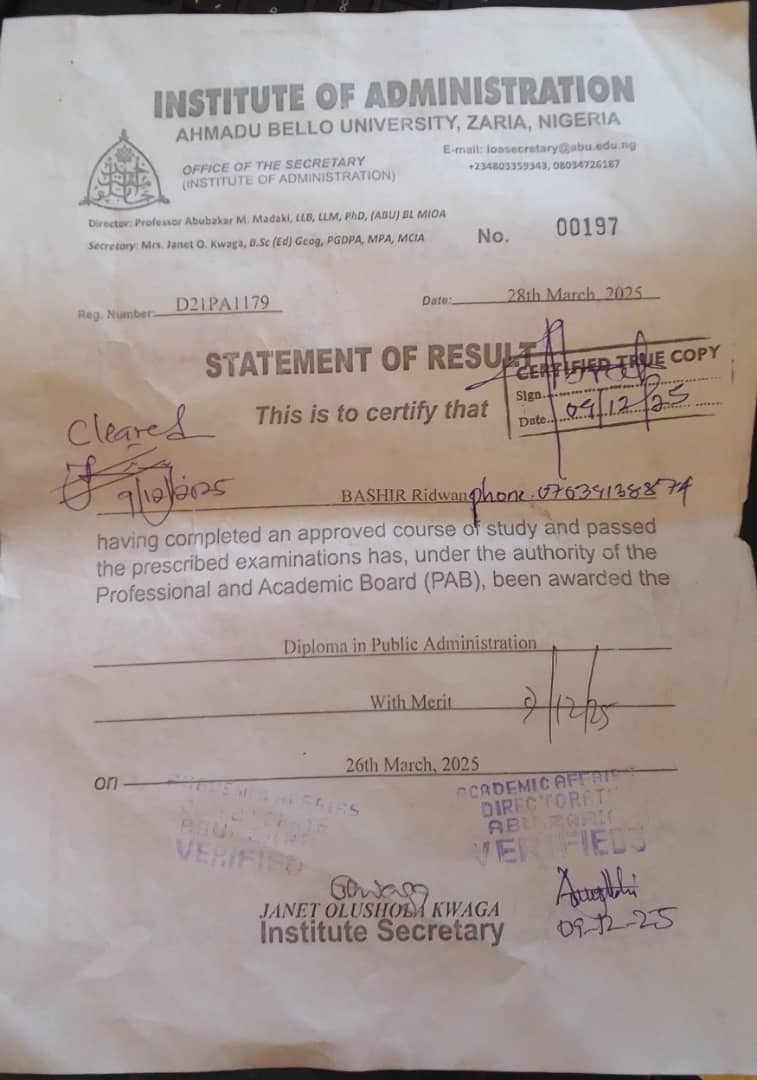 INSTITUTE OF ADMINISTRATION
AHMADU BELLO UNIVERSITY, ZARIA, NIGERIA
OFFICE OF THE SECRETARY
(INSTITUTE OF ADMINISTRATION)
E-mail: ioasecretary@abu.edu.ng
+234803359343, 08034726187
Director: Professor Abubakar M. Madaki, LLB, LLM, PhD, (ABU) BL MIOA
Secretary: Mrs. Janet O. Kwaga, B.Sc (Ed) Geog, PGDPA, MPA, MCIA
No. 00197
Reg. Number: D21PA1179
Date: 28th March, 2025
STATEMENT OF RESULT
CERTIFIED TRUE COPY
Sign
Date 09/12/25
This is to certify that
Cleared
9/12/2025
BASHIR Ridwan phone.
having completed an approved course of study and passed
the prescribed examinations has, under the authority of the
Professional and Academic Board (PAB), been awarded the
Diploma in Public Administration
With Merit
9/12/25
on 26th March, 2025
ACADEMIC AFFAIRS
VERIFIED
ACADEMIC AFFAIRS
DIRECTORATE
ABU ZARIA
VERIFIED
JANET OLUSHOLA KWAGA
Institute Secretary
09-12-25